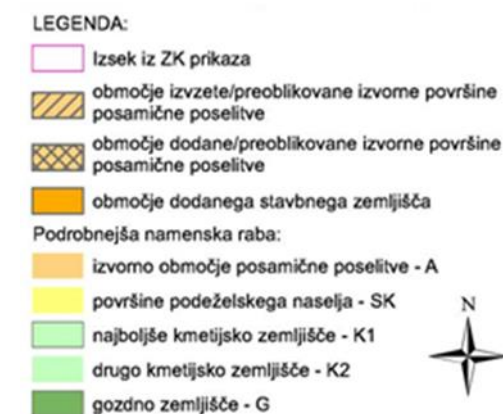 LEGENDA:
Izsek iz ZK prikaza
območje izvzete/preoblikovane izvorne površine
posamične poselitve
območje dodane/preoblikovane izvorne površine
posamične poselitve
območje dodanega stavbnega zemljišča
Podrobnejša namenska raba:
izvorno območje posamične poselitve - A
površine podeželskega naselja - SK
najboljše kmetijsko zemljišče - K1
N
drugo kmetijsko zemljišče - K2
gozdno zemljišče - G